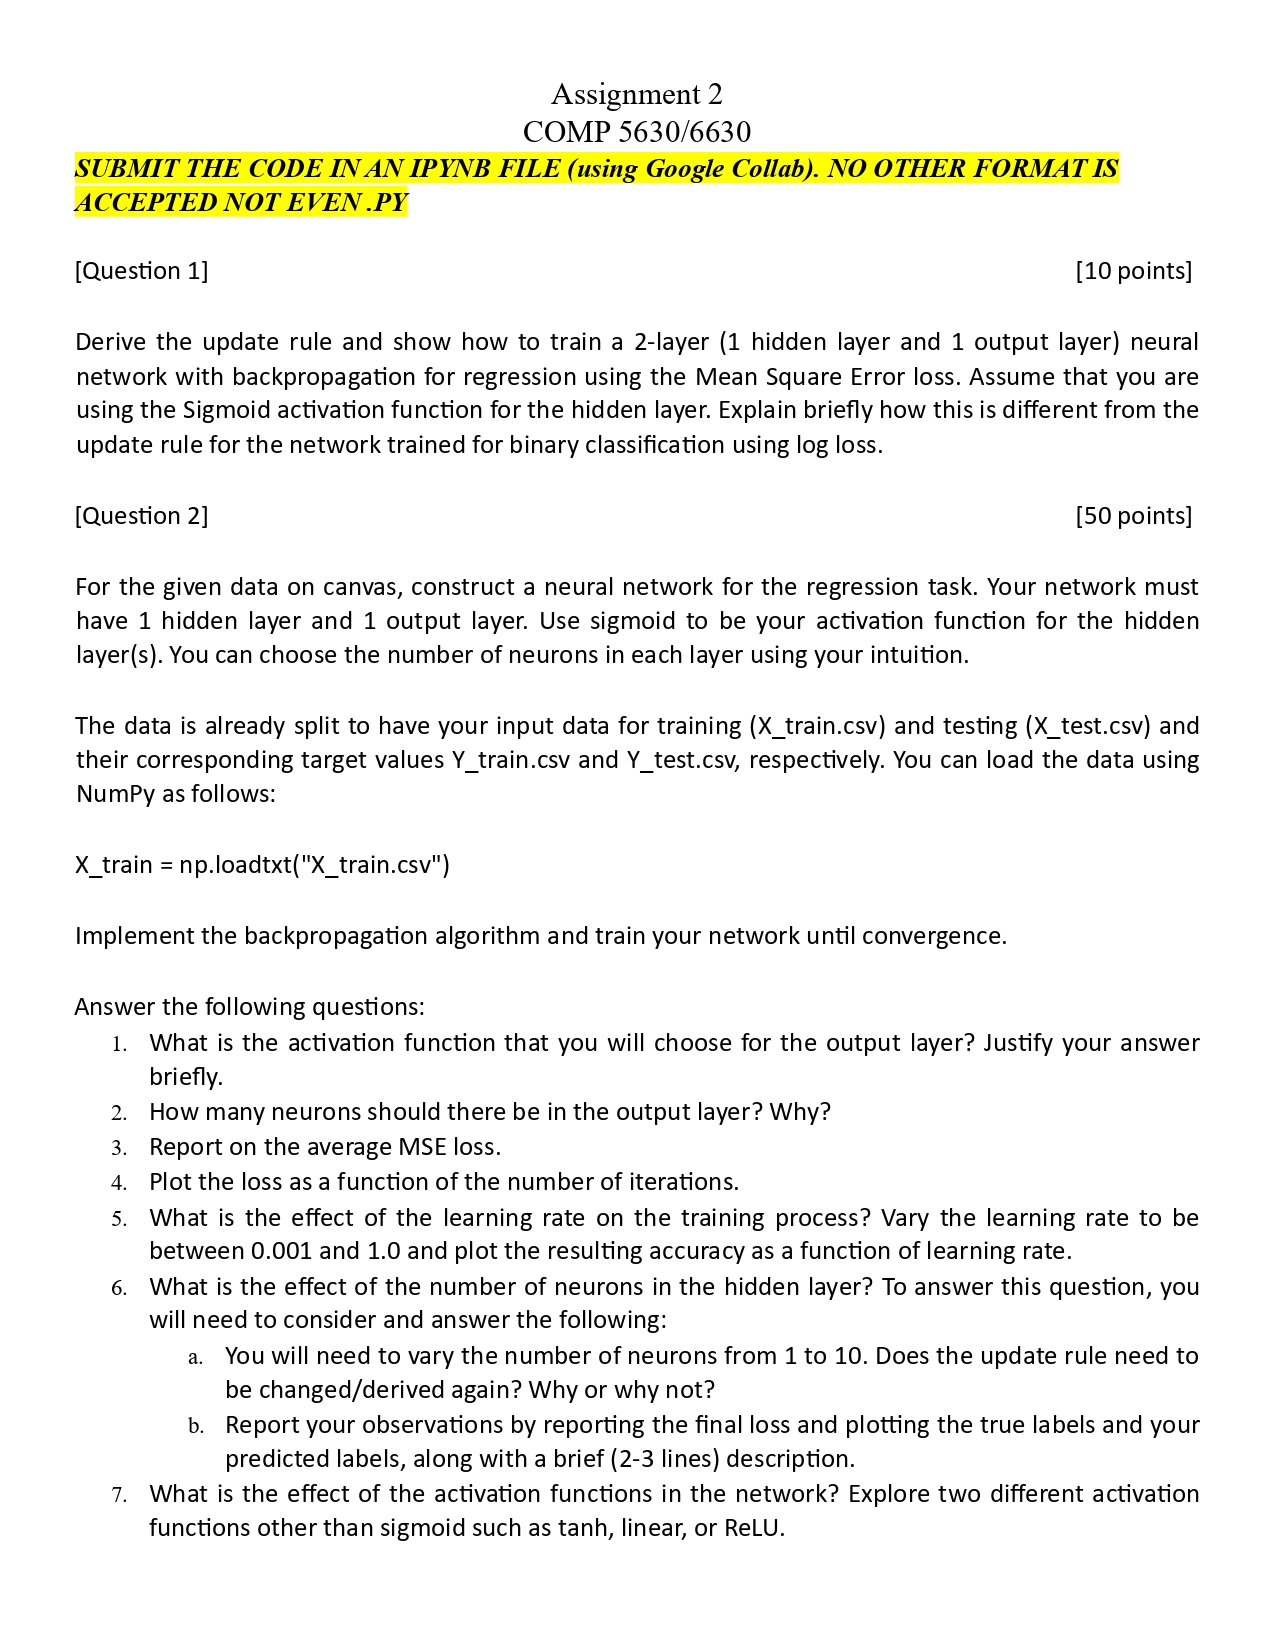 Assignment 2
COMP 5630/6630
SUBMIT THE CODE IN AN IPYNB FILE (using Google Collab). NO OTHER FORMAT IS
ACCEPTED NOT EVEN .PY
[Question 1] [10 points]
Derive the update rule and show how to train a 2-layer (1 hidden layer and 1 output layer) neural
network with backpropagation for regression using the Mean Square Error loss. Assume that you are
using the Sigmoid activation function for the hidden layer. Explain briefly how this is different from the
update rule for the network trained for binary classification using log loss.
[Question 2] [50 points]
For the given data on canvas, construct a neural network for the regression task. Your network must
have 1 hidden layer and 1 output layer. Use sigmoid to be your activation function for the hidden
layer(s). You can choose the number of neurons in each layer using your intuition.
The data is already split to have your input data for training (X_train.csv) and testing (X_test.csv) and
their corresponding target values Y_train.csv and Y_test.csv, respectively. You can load the data using
NumPy as follows:
X_train = np.loadtxt("X_train.csv")
Implement the backpropagation algorithm and train your network until convergence.
Answer the following questions:
1. What is the activation function that you will choose for the output layer? Justify your answer
briefly.
2. How many neurons should there be in the output layer? Why?
3. Report on the average MSE loss.
4. Plot the loss as a function of the number of iterations.
5. What is the effect of the learning rate on the training process? Vary the learning rate to be
between 0.001 and 1.0 and plot the resulting accuracy as a function of learning rate.
6. What is the effect of the number of neurons in the hidden layer? To answer this question, you
will need to consider and answer the following:
a. You will need to vary the number of neurons from 1 to 10. Does the update rule need to
be changed/derived again? Why or why not?
b. Report your observations by reporting the final loss and plotting the true labels and your
predicted labels, along with a brief (2-3 lines) description.
7. What is the effect of the activation functions in the network? Explore two different activation
functions other than sigmoid such as tanh, linear, or ReLU.